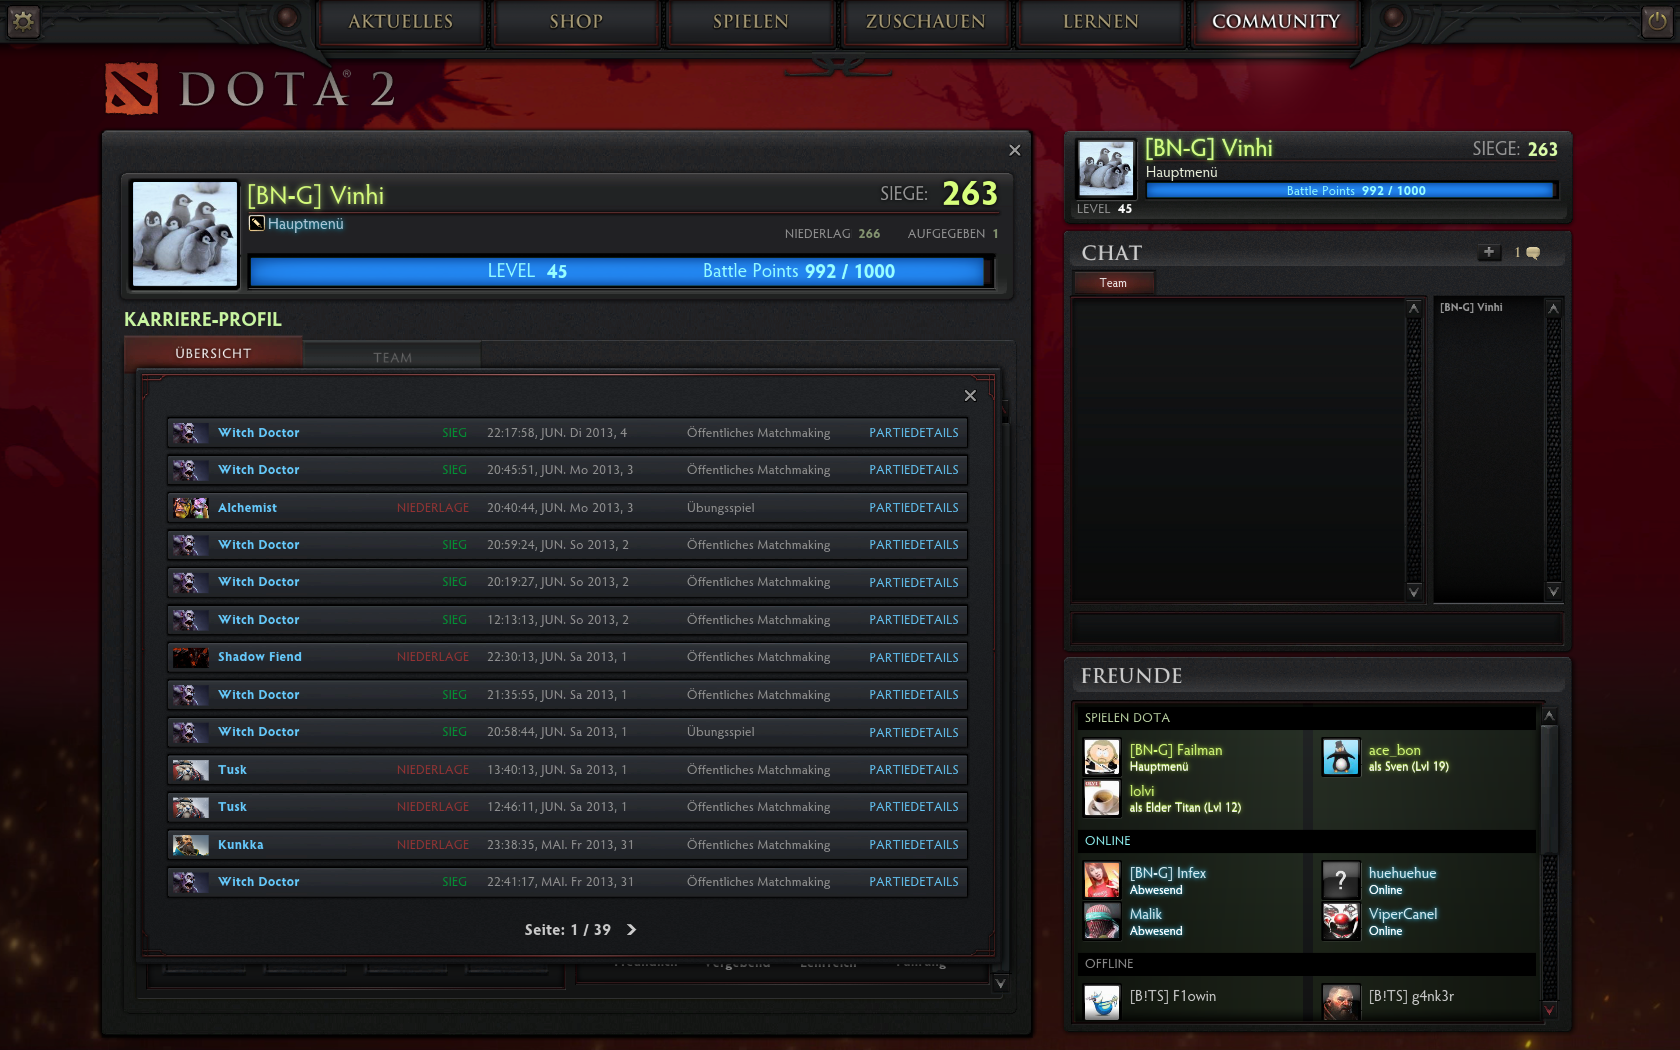 AKTUELLES SHOP SPIELEN ZUSCHAUEN LERNEN COMMUNITY
DOTA® 2
[BN-G] Vinhi SIEGE: 263
Hauptmenü
NIEDERLAG 266 AUFGEGEBEN 1
LEVEL 45 Battle Points 992 / 1000
KARRIERE-PROFIL
ÜBERSICHT TEAM
Witch Doctor SIEG 22:17:58, JUN. Di 2013, 4 Öffentliches Matchmaking PARTIEDETAILS
Witch Doctor SIEG 20:45:51, JUN. Mo 2013, 3 Öffentliches Matchmaking PARTIEDETAILS
Alchemist NIEDERLAGE 20:40:44, JUN. Mo 2013, 3 Übungsspiel PARTIEDETAILS
Witch Doctor SIEG 20:59:24, JUN. So 2013, 2 Öffentliches Matchmaking PARTIEDETAILS
Witch Doctor SIEG 20:19:27, JUN. So 2013, 2 Öffentliches Matchmaking PARTIEDETAILS
Witch Doctor SIEG 12:13:13, JUN. So 2013, 2 Öffentliches Matchmaking PARTIEDETAILS
Shadow Fiend NIEDERLAGE 22:30:13, JUN. Sa 2013, 1 Öffentliches Matchmaking PARTIEDETAILS
Witch Doctor SIEG 21:35:55, JUN. Sa 2013, 1 Öffentliches Matchmaking PARTIEDETAILS
Witch Doctor SIEG 20:58:44, JUN. Sa 2013, 1 Übungsspiel PARTIEDETAILS
Tusk NIEDERLAGE 13:40:13, JUN. Sa 2013, 1 Öffentliches Matchmaking PARTIEDETAILS
Tusk NIEDERLAGE 12:46:11, JUN. Sa 2013, 1 Öffentliches Matchmaking PARTIEDETAILS
Kunkka NIEDERLAGE 23:38:35, MAI. Fr 2013, 31 Öffentliches Matchmaking PARTIEDETAILS
Witch Doctor SIEG 22:41:17, MAI. Fr 2013, 31 Öffentliches Matchmaking PARTIEDETAILS
Seite: 1 / 39
[BN-G] Vinhi SIEGE: 263
Hauptmenü
Battle Points 992 / 1000
LEVEL 45
CHAT 1
Team
[BN-G] Vinhi
FREUNDE
SPIELEN DOTA
[BN-G] Failman ace_bon
Hauptmenü als Sven (Lvl 19)
lolvi
als Elder Titan (Lvl 12)
ONLINE
[BN-G] Infex huehuehue
Abwesend Online
Malik ViperCanel
Abwesend Online
OFFLINE
[B!TS] F1owin [B!TS] g4nk3r